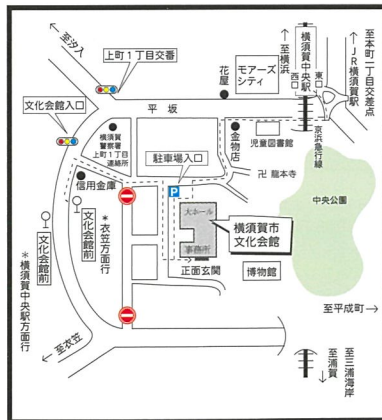 至汐入
上町1丁目交番
文化会館入口
平坂
花屋
モアーズ
シティ
至横浜
西口
横須賀中央駅
東口
JR横須賀駅
至本町二丁目交差点
横須賀
警察署
上町1丁目
連絡所
駐車場入口
金物店
児童図書館
京浜急行線
卍 龍本寺
信用金庫
P
中央公園
文化会館前
*衣笠方面行
大ホール
事務所
横須賀市
文化会館
文化会館前
*横須賀中央駅方面行
正面玄関
博物館
至平成町
至衣笠
至浦賀
至三浦海岸